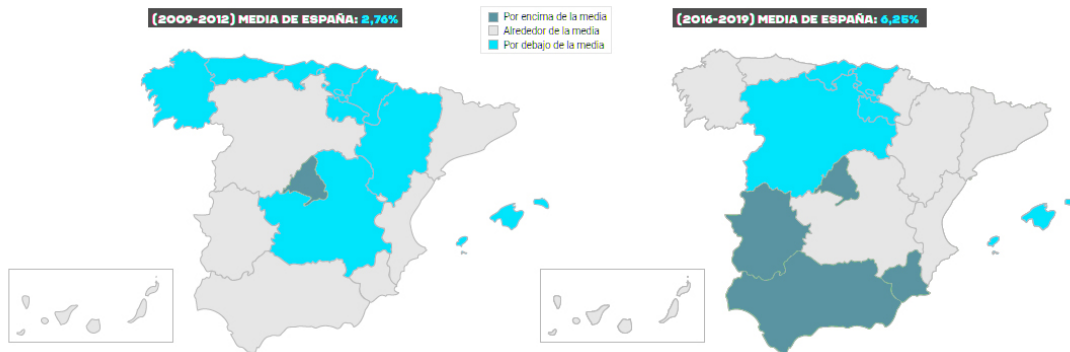 (2009-2012) MEDIA DE ESPAÑA: 2,76%
Por encima de la media
Alrededor de la media
Por debajo de la media
(2016-2019) MEDIA DE ESPAÑA: 6,25%